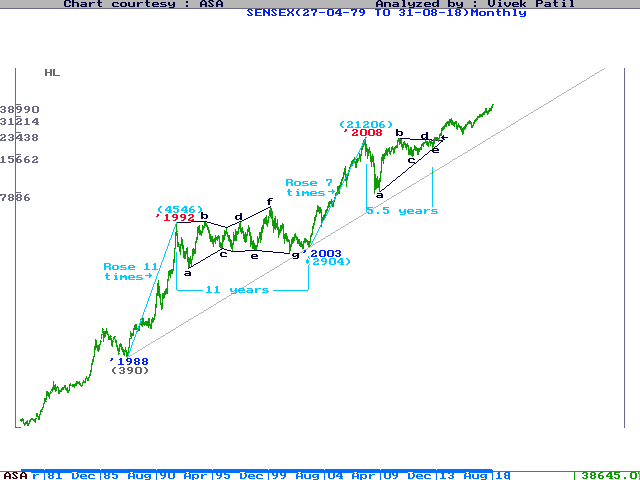 Chart courtesy : ASA Analyzed by : Vivek Patil
SENSEX(27-04-79 TO 31-08-18)Monthly
HL
38990
31214
23438
15662
7886
(21206)
'2008
b d
c e
a
5.5 years
Rose 7
times→
(4546)
'1992 b d f
a c e g
'2003
(2904)
11 years
Rose 11
times→
'1988
(390)
ASA r|81 Dec|85 Aug|90 Apr|95 Dec|99 Aug|04 Apr|09 Dec|13 Aug|18 38645.0